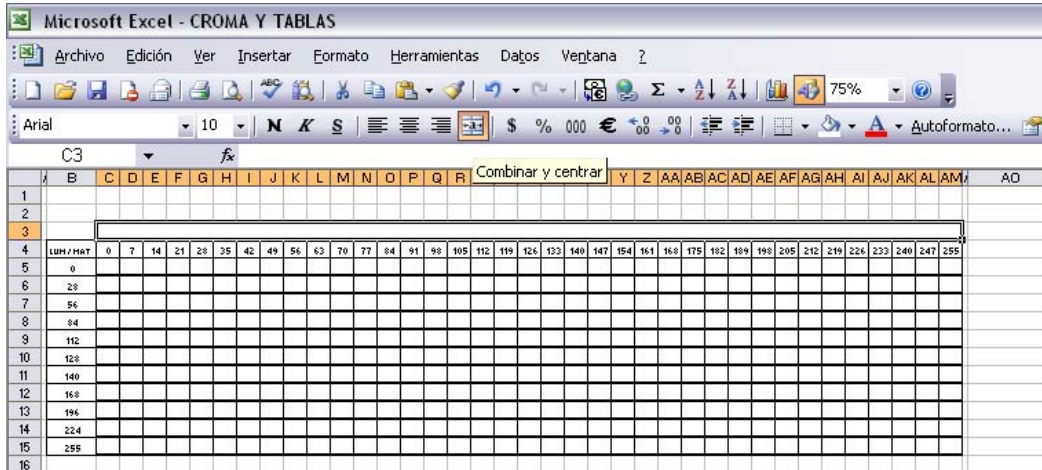 Microsoft Excel - CROMA Y TABLAS
Archivo Edición Ver Insertar Formato Herramientas Datos Ventana ?
ABC Σ A Z Z A 75% ?
Arial 10 N K S $ % 000 € A Autoformato...
C3 fx
Combinar y centrar
B C D E F G H I J K L M N O P Q R Y Z AA AB AC AD AE AF AG AH AI AJ AK AL AM AO
1
2
3
4 LUM / MAT 0 7 14 21 28 35 42 49 56 63 70 77 84 91 98 105 112 119 126 133 140 147 154 161 168 175 182 189 198 205 212 219 226 233 240 247 255
5 0
6 28
7 56
8 84
9 112
10 128
11 140
12 168
13 196
14 224
15 255
16